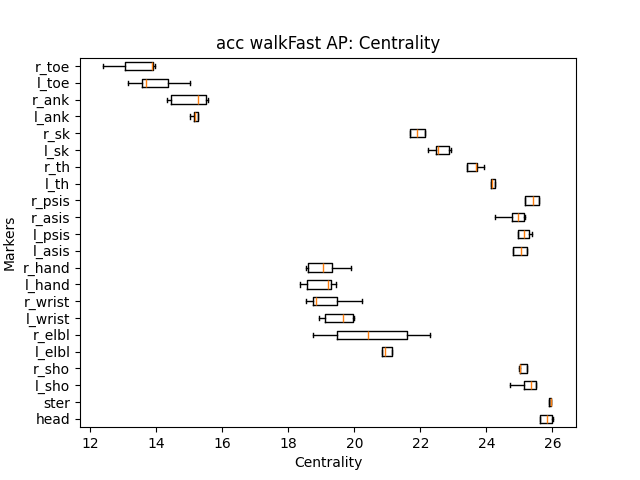 acc walkFast AP: Centrality
r_toe
l_toe
r_ank
l_ank
r_sk
l_sk
r_th
l_th
r_psis
r_asis
l_psis
l_asis
r_hand
l_hand
r_wrist
l_wrist
r_elbl
l_elbl
r_sho
l_sho
ster
head
Markers
12 14 16 18 20 22 24 26
Centrality